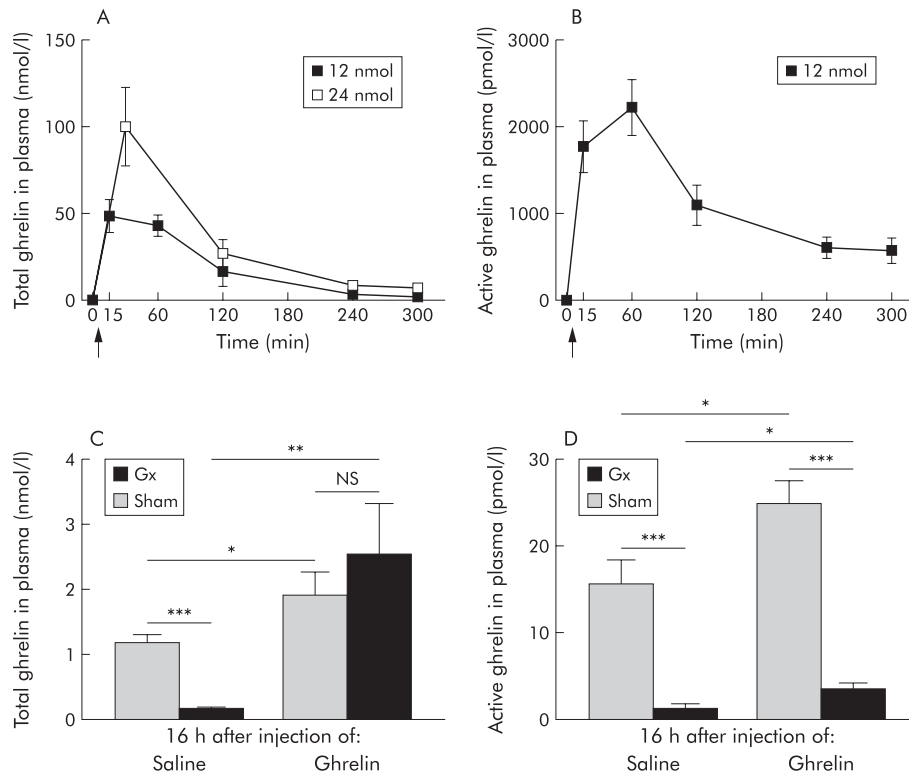 A
Total ghrelin in plasma (nmol/l)
150
100
50
0
12 nmol
24 nmol
0 15 60 120 180 240 300
Time (min)
B
Active ghrelin in plasma (pmol/l)
3000
2000
1000
0
12 nmol
0 15 60 120 180 240 300
Time (min)
C
Total ghrelin in plasma (nmol/l)
4
3
2
1
0
Gx
Sham
**
NS
*
***
16 h after injection of:
Saline Ghrelin
D
Active ghrelin in plasma (pmol/l)
30
20
10
0
Gx
Sham
*
*
***
***
16 h after injection of:
Saline Ghrelin